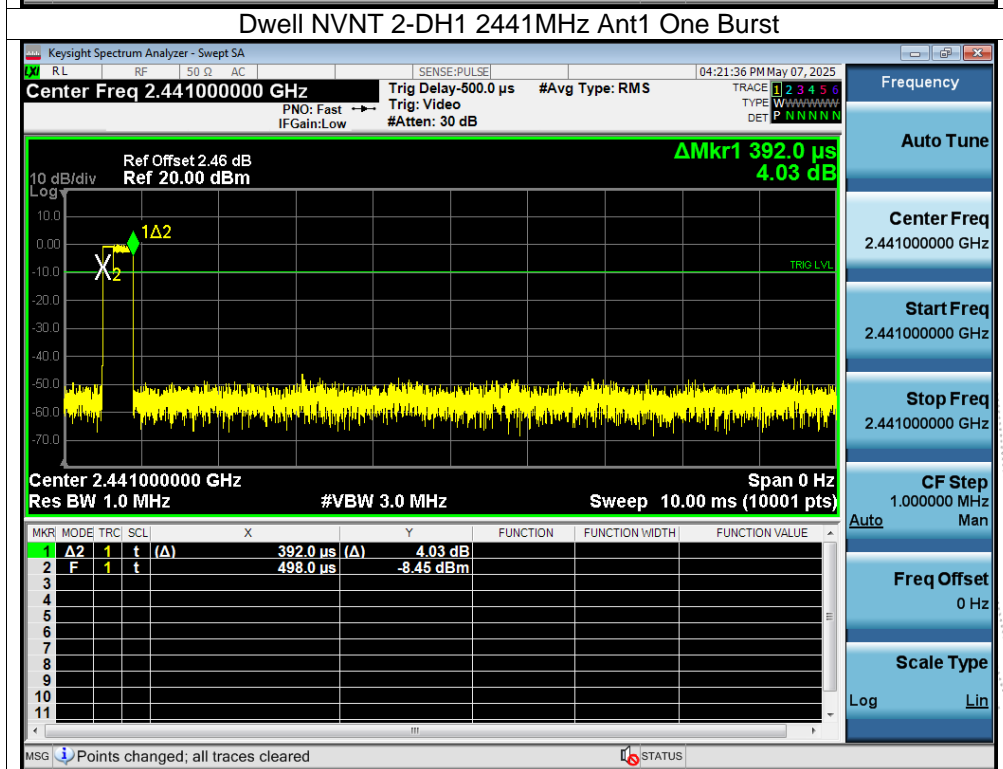 Dwell NVNT 2-DH1 2441MHz Ant1 One Burst
Keysight Spectrum Analyzer - Swept SA
LXI RL RF 50 Ω AC SENSE:PULSE 04:21:36 PM May 07, 2025
Center Freq 2.441000000 GHz Trig Delay-500.0 µs #Avg Type: RMS TRACE 1 2 3 4 5 6
PNO: Fast Trig: Video TYPE WWWWWW
IFGain:Low #Atten: 30 dB DET P N N N N N
Frequency
Auto Tune
Center Freq
2.441000000 GHz
Start Freq
2.441000000 GHz
Stop Freq
2.441000000 GHz
CF Step
1.000000 MHz
Auto Man
Freq Offset
0 Hz
Scale Type
Log Lin
ΔMkr1 392.0 µs
4.03 dB
Ref Offset 2.46 dB
10 dB/div Ref 20.00 dBm
Log
10.0
0.00
-10.0
-20.0
-30.0
-40.0
-50.0
-60.0
-70.0
1Δ2
X2
TRIG LVL
Center 2.441000000 GHz Span 0 Hz
Res BW 1.0 MHz #VBW 3.0 MHz Sweep 10.00 ms (10001 pts)
MKR MODE TRC SCL X Y FUNCTION FUNCTION WIDTH FUNCTION VALUE
1 Δ2 1 t (Δ) 392.0 µs (Δ) 4.03 dB
2 F 1 t 498.0 µs -8.45 dBm
3
4
5
6
7
8
9
10
11
MSG Points changed; all traces cleared STATUS